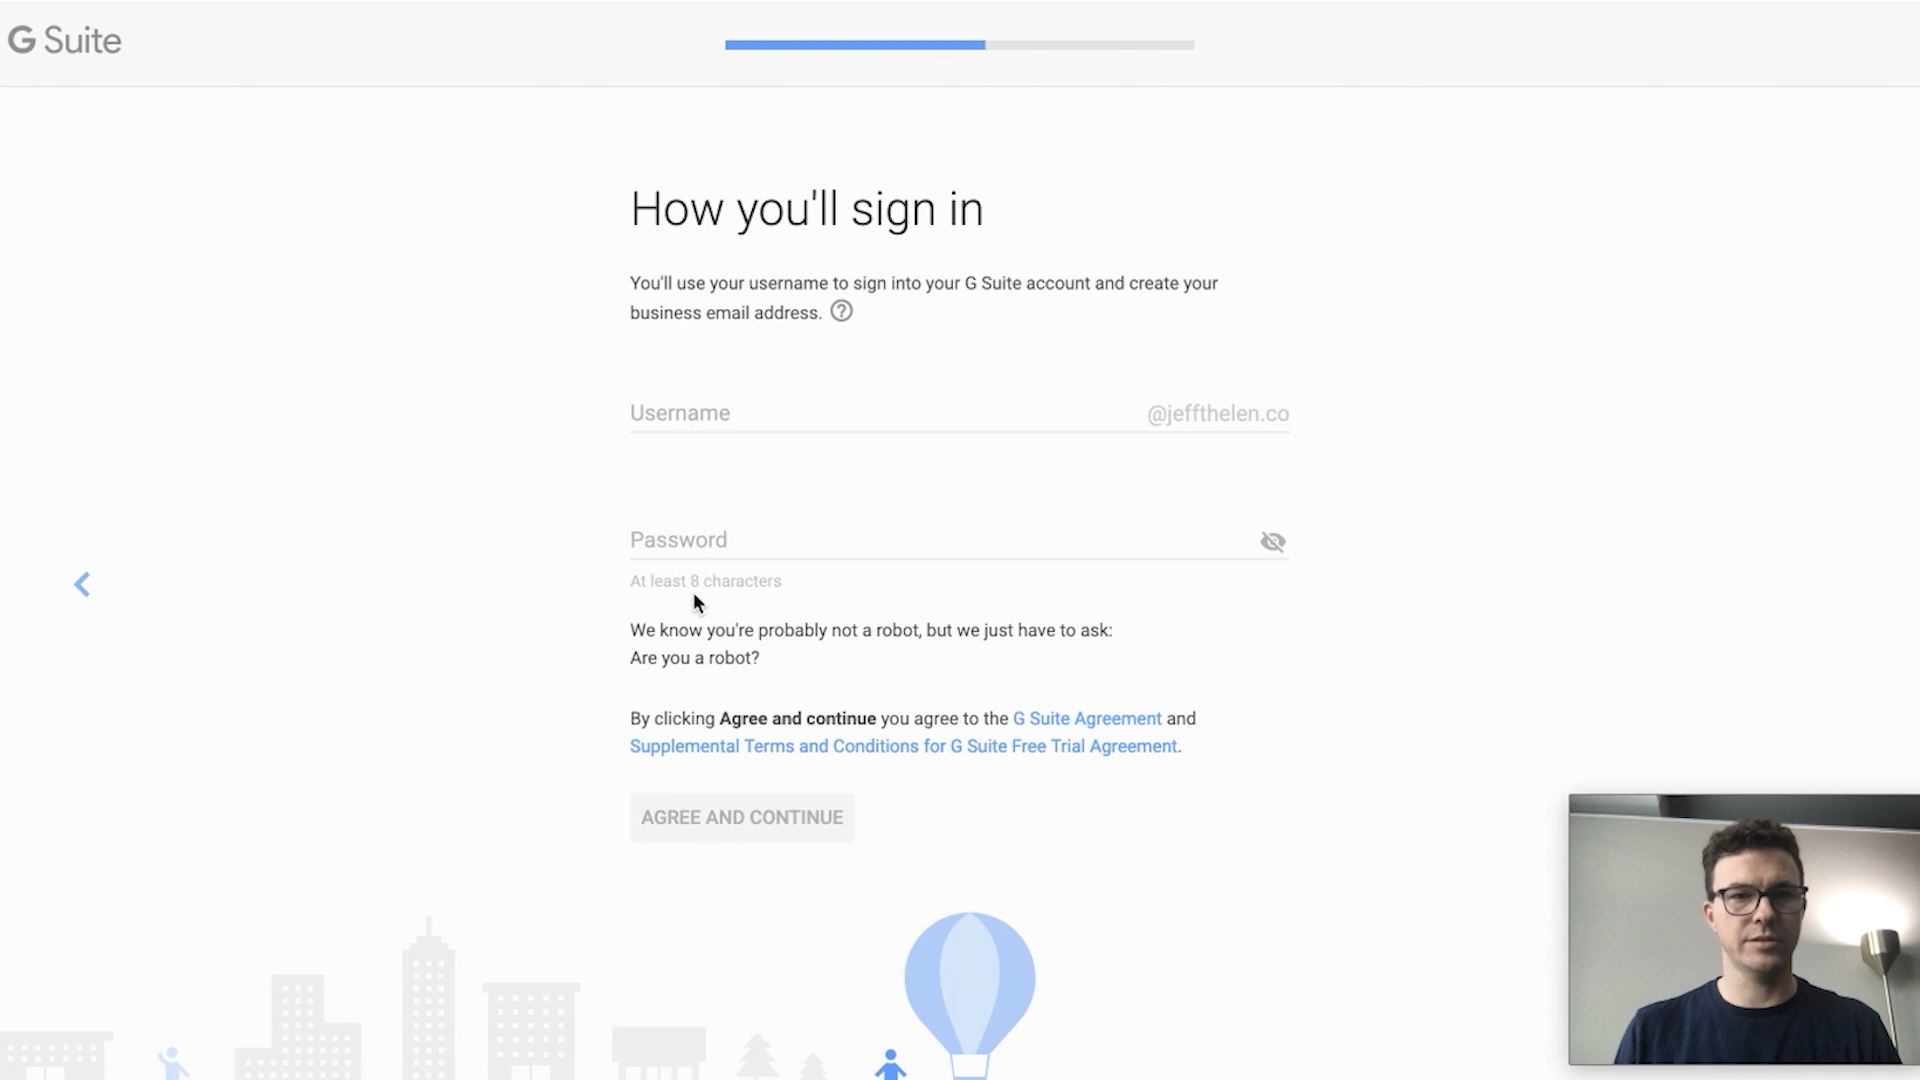 G Suite
How you'll sign in
You'll use your username to sign into your G Suite account and create your
business email address. ?
Username @jeffthelen.co
Password
At least 8 characters
We know you're probably not a robot, but we just have to ask:
Are you a robot?
By clicking Agree and continue you agree to the G Suite Agreement and
Supplemental Terms and Conditions for G Suite Free Trial Agreement.
AGREE AND CONTINUE